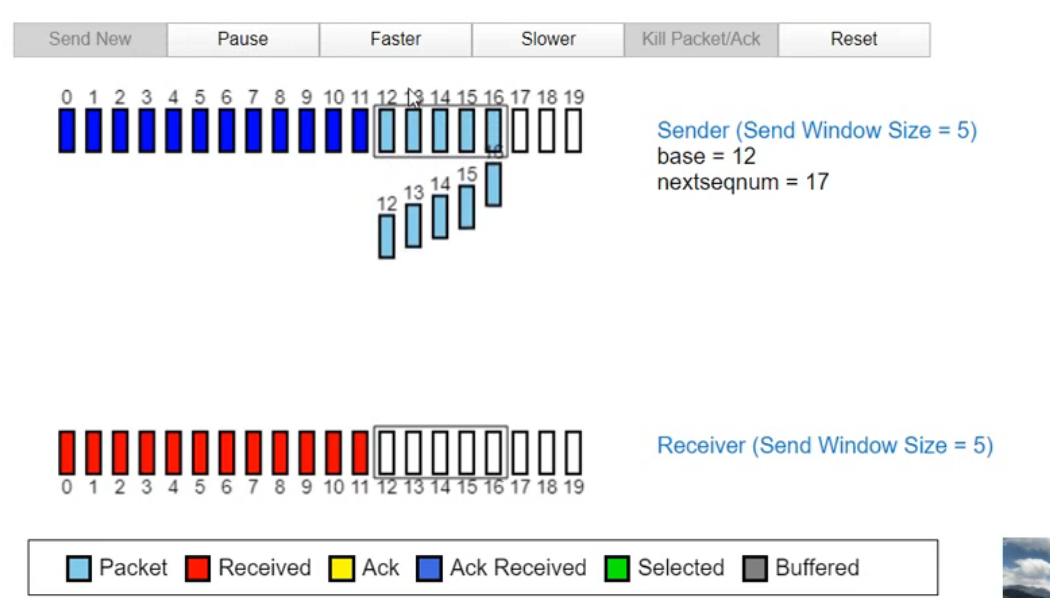 Send New Pause Faster Slower Kill Packet/Ack Reset
0 1 2 3 4 5 6 7 8 9 10 11 12 13 14 15 16 17 18 19
Sender (Send Window Size = 5)
base = 12
nextseqnum = 17
12 13 14 15 16
Receiver (Send Window Size = 5)
0 1 2 3 4 5 6 7 8 9 10 11 12 13 14 15 16 17 18 19
Packet Received Ack Ack Received Selected Buffered